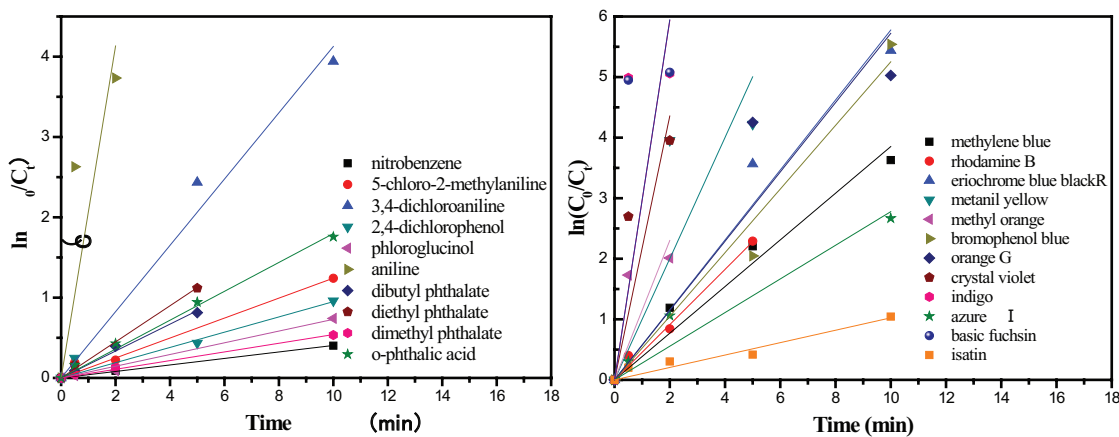 4
3
2
1
0
0 2 4 6 8 10 12 14 16 18
ln(C₀/Cₜ)
Time (min)
nitrobenzene
5-chloro-2-methylaniline
3,4-dichloroaniline
2,4-dichlorophenol
phloroglucinol
aniline
dibutyl phthalate
diethyl phthalate
dimethyl phthalate
o-phthalic acid
6
5
4
3
2
1
0
0 2 4 6 8 10 12 14 16 18
ln(C₀/Cₜ)
Time (min)
methylene blue
rhodamine B
eriochrome blue blackR
metanil yellow
methyl orange
bromophenol blue
orange G
crystal violet
indigo
azure I
basic fuchsin
isatin